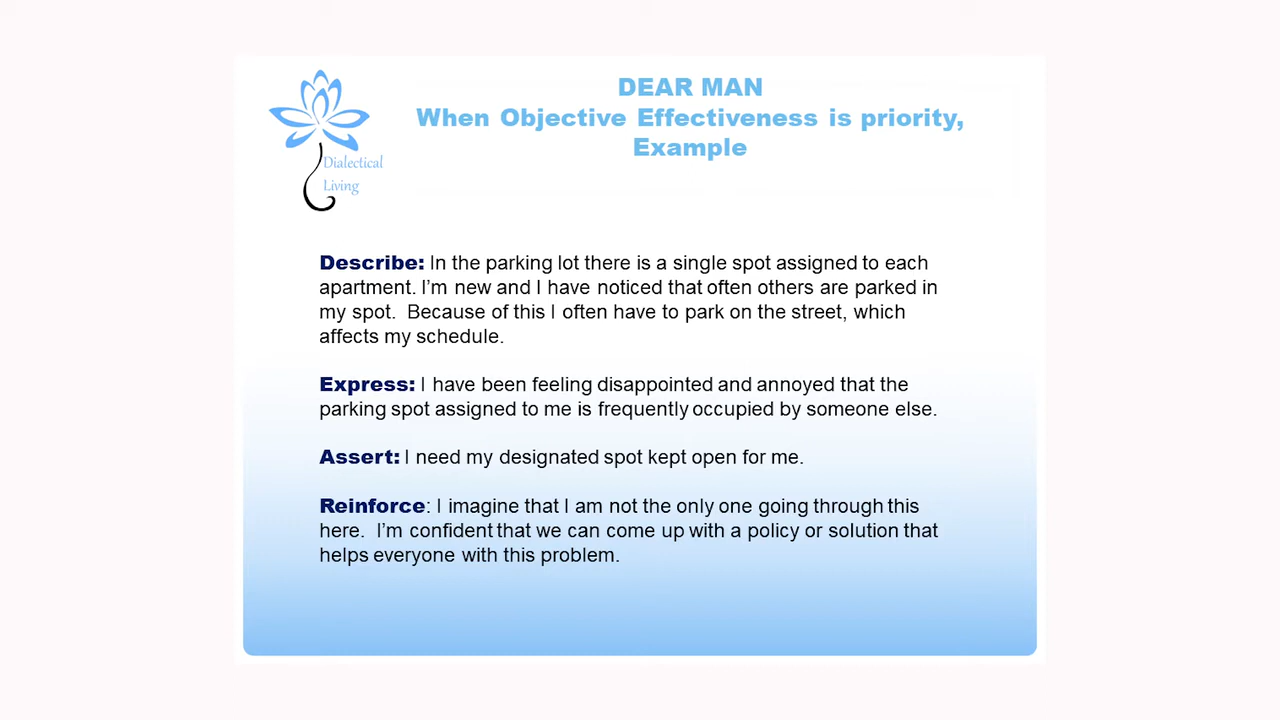 DEAR MAN
When Objective Effectiveness is priority,
Example
Dialectical
Living
Describe: In the parking lot there is a single spot assigned to each
apartment. I’m new and I have noticed that often others are parked in
my spot.  Because of this I often have to park on the street, which
affects my schedule.
Express: I have been feeling disappointed and annoyed that the
parking spot assigned to me is frequently occupied by someone else.
Assert: I need my designated spot kept open for me.
Reinforce: I imagine that I am not the only one going through this
here.  I’m confident that we can come up with a policy or solution that
helps everyone with this problem.